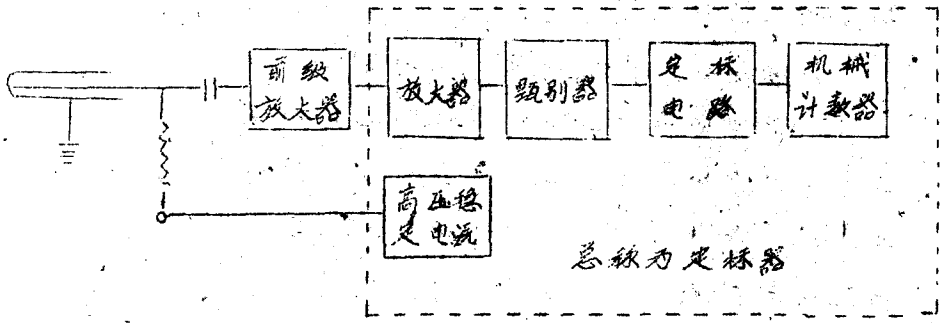 前级
放大器
放大器
甄别器
定标
电路
机械
计数器
高压稳
定电源
总称为定标器